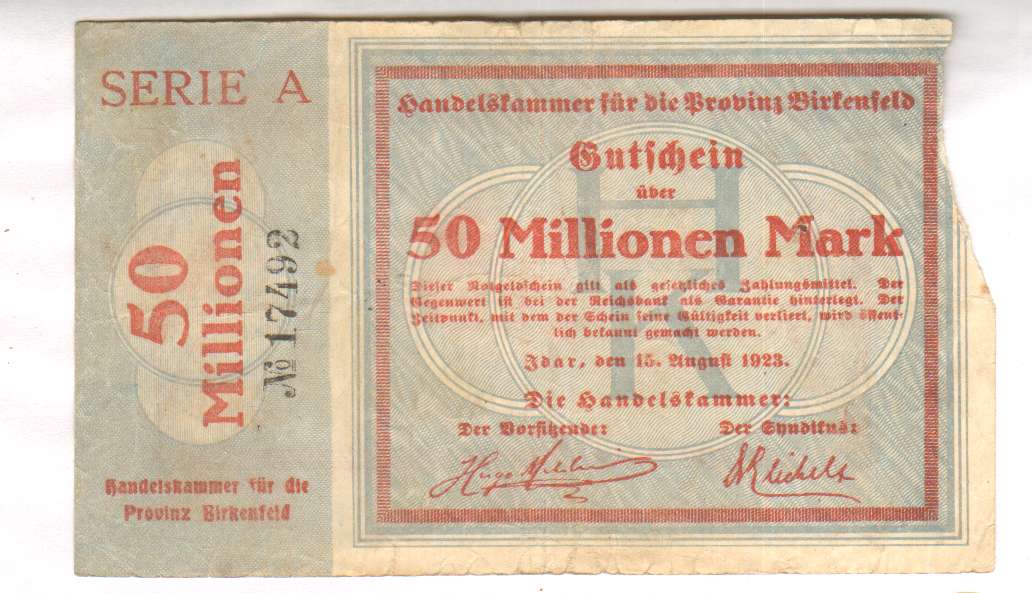 SERIE A
50
Millionen
№ 17492
Handelskammer für die
Provinz Birkenfeld
Handelskammer für die Provinz Birkenfeld
Gutschein
über
50 Millionen Mark
Dieser Notgeldschein gilt als gesetzliches Zahlungsmittel. Der
Gegenwert ist bei der Reichsbank als Garantie hinterlegt. Der
Zeitpunkt, mit dem der Schein seine Gültigkeit verliert, wird öffent-
lich bekannt gemacht werden.
Idar, den 15. August 1923.
Die Handelskammer:
Der Vorsitzende: Der Syndikus:
Hugo
H
K